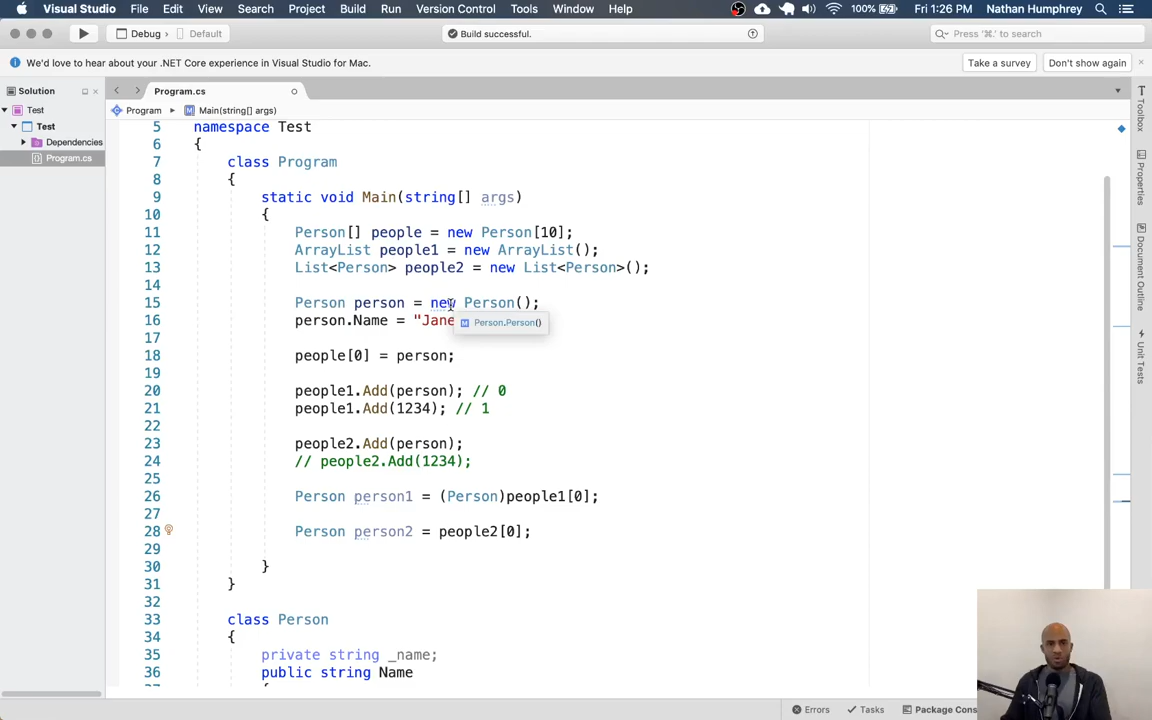 Visual Studio File Edit View Search Project Build Run Version Control Tools Window Help 100% Fri 1:26 PM Nathan Humphrey
Debug › Default Build successful. Press '⌘.' to search
We'd love to hear about your .NET Core experience in Visual Studio for Mac. Take a survey Don't show again
Solution
Program.cs
Test
Test
Dependencies
Program.cs
Program Main(string[] args)
5 namespace Test
6 {
7 class Program
8 {
9 static void Main(string[] args)
10 {
11 Person[] people = new Person[10];
12 ArrayList people1 = new ArrayList();
13 List<Person> people2 = new List<Person>();
14
15 Person person = new Person();
16 person.Name = "Jane
Person.Person()
17
18 people[0] = person;
19
20 people1.Add(person); // 0
21 people1.Add(1234); // 1
22
23 people2.Add(person);
24 // people2.Add(1234);
25
26 Person person1 = (Person)people1[0];
27
28 Person person2 = people2[0];
29
30 }
31 }
32
33 class Person
34 {
35 private string _name;
36 public string Name
Toolbox
Properties
Document Outline
Unit Tests
Errors Tasks Package Cons